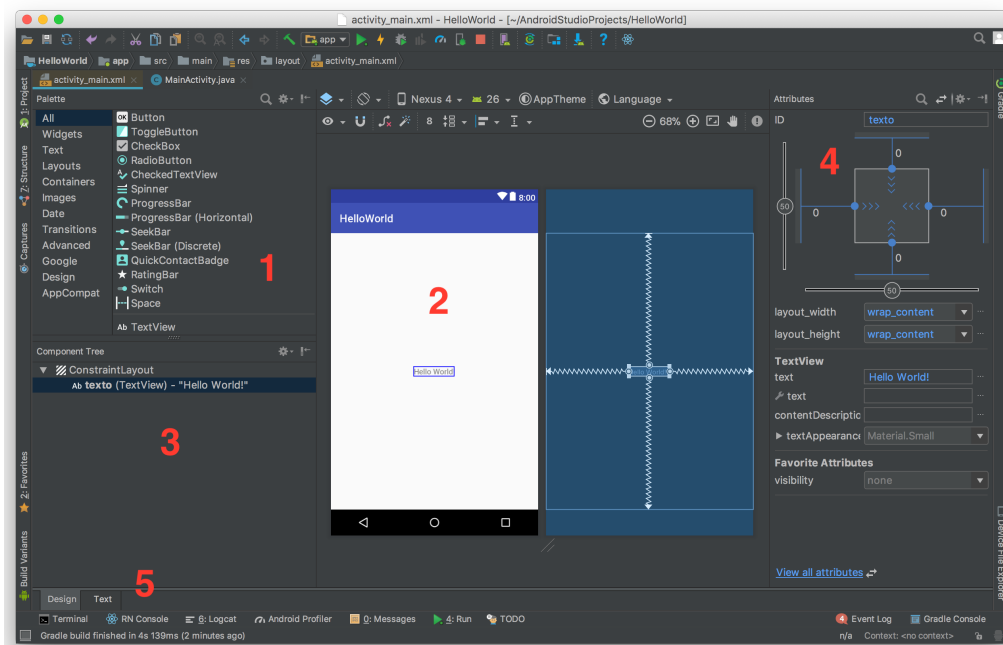 activity_main.xml - HelloWorld - [~/AndroidStudioProjects/HelloWorld]
app
HelloWorld app src main res layout activity_main.xml
activity_main.xml MainActivity.java
Palette
All
Widgets
Text
Layouts
Containers
Images
Date
Transitions
Advanced
Google
Design
AppCompat
OK Button
ToggleButton
CheckBox
RadioButton
CheckedTextView
Spinner
ProgressBar
ProgressBar (Horizontal)
SeekBar
SeekBar (Discrete)
QuickContactBadge
RatingBar
Switch
Space
Ab TextView
1
Component Tree
ConstraintLayout
Ab texto (TextView) - "Hello World!"
3
5
Design Text
Nexus 4 26 AppTheme Language
8 68%
8:00
HelloWorld
2
Hello World!
Hello World!
Attributes
ID texto
4
0
50
0 0
0
50
layout_width wrap_content
layout_height wrap_content
TextView
text Hello World!
text
contentDescriptic
textAppearance Material.Small
Favorite Attributes
visibility none
View all attributes
1: Project
7: Structure
Captures
2: Favorites
Build Variants
Gradle
Device File Explorer
Terminal RN Console 6: Logcat Android Profiler 0: Messages 4: Run TODO 4 Event Log Gradle Console
Gradle build finished in 4s 139ms (2 minutes ago) n/a Context: <no context>